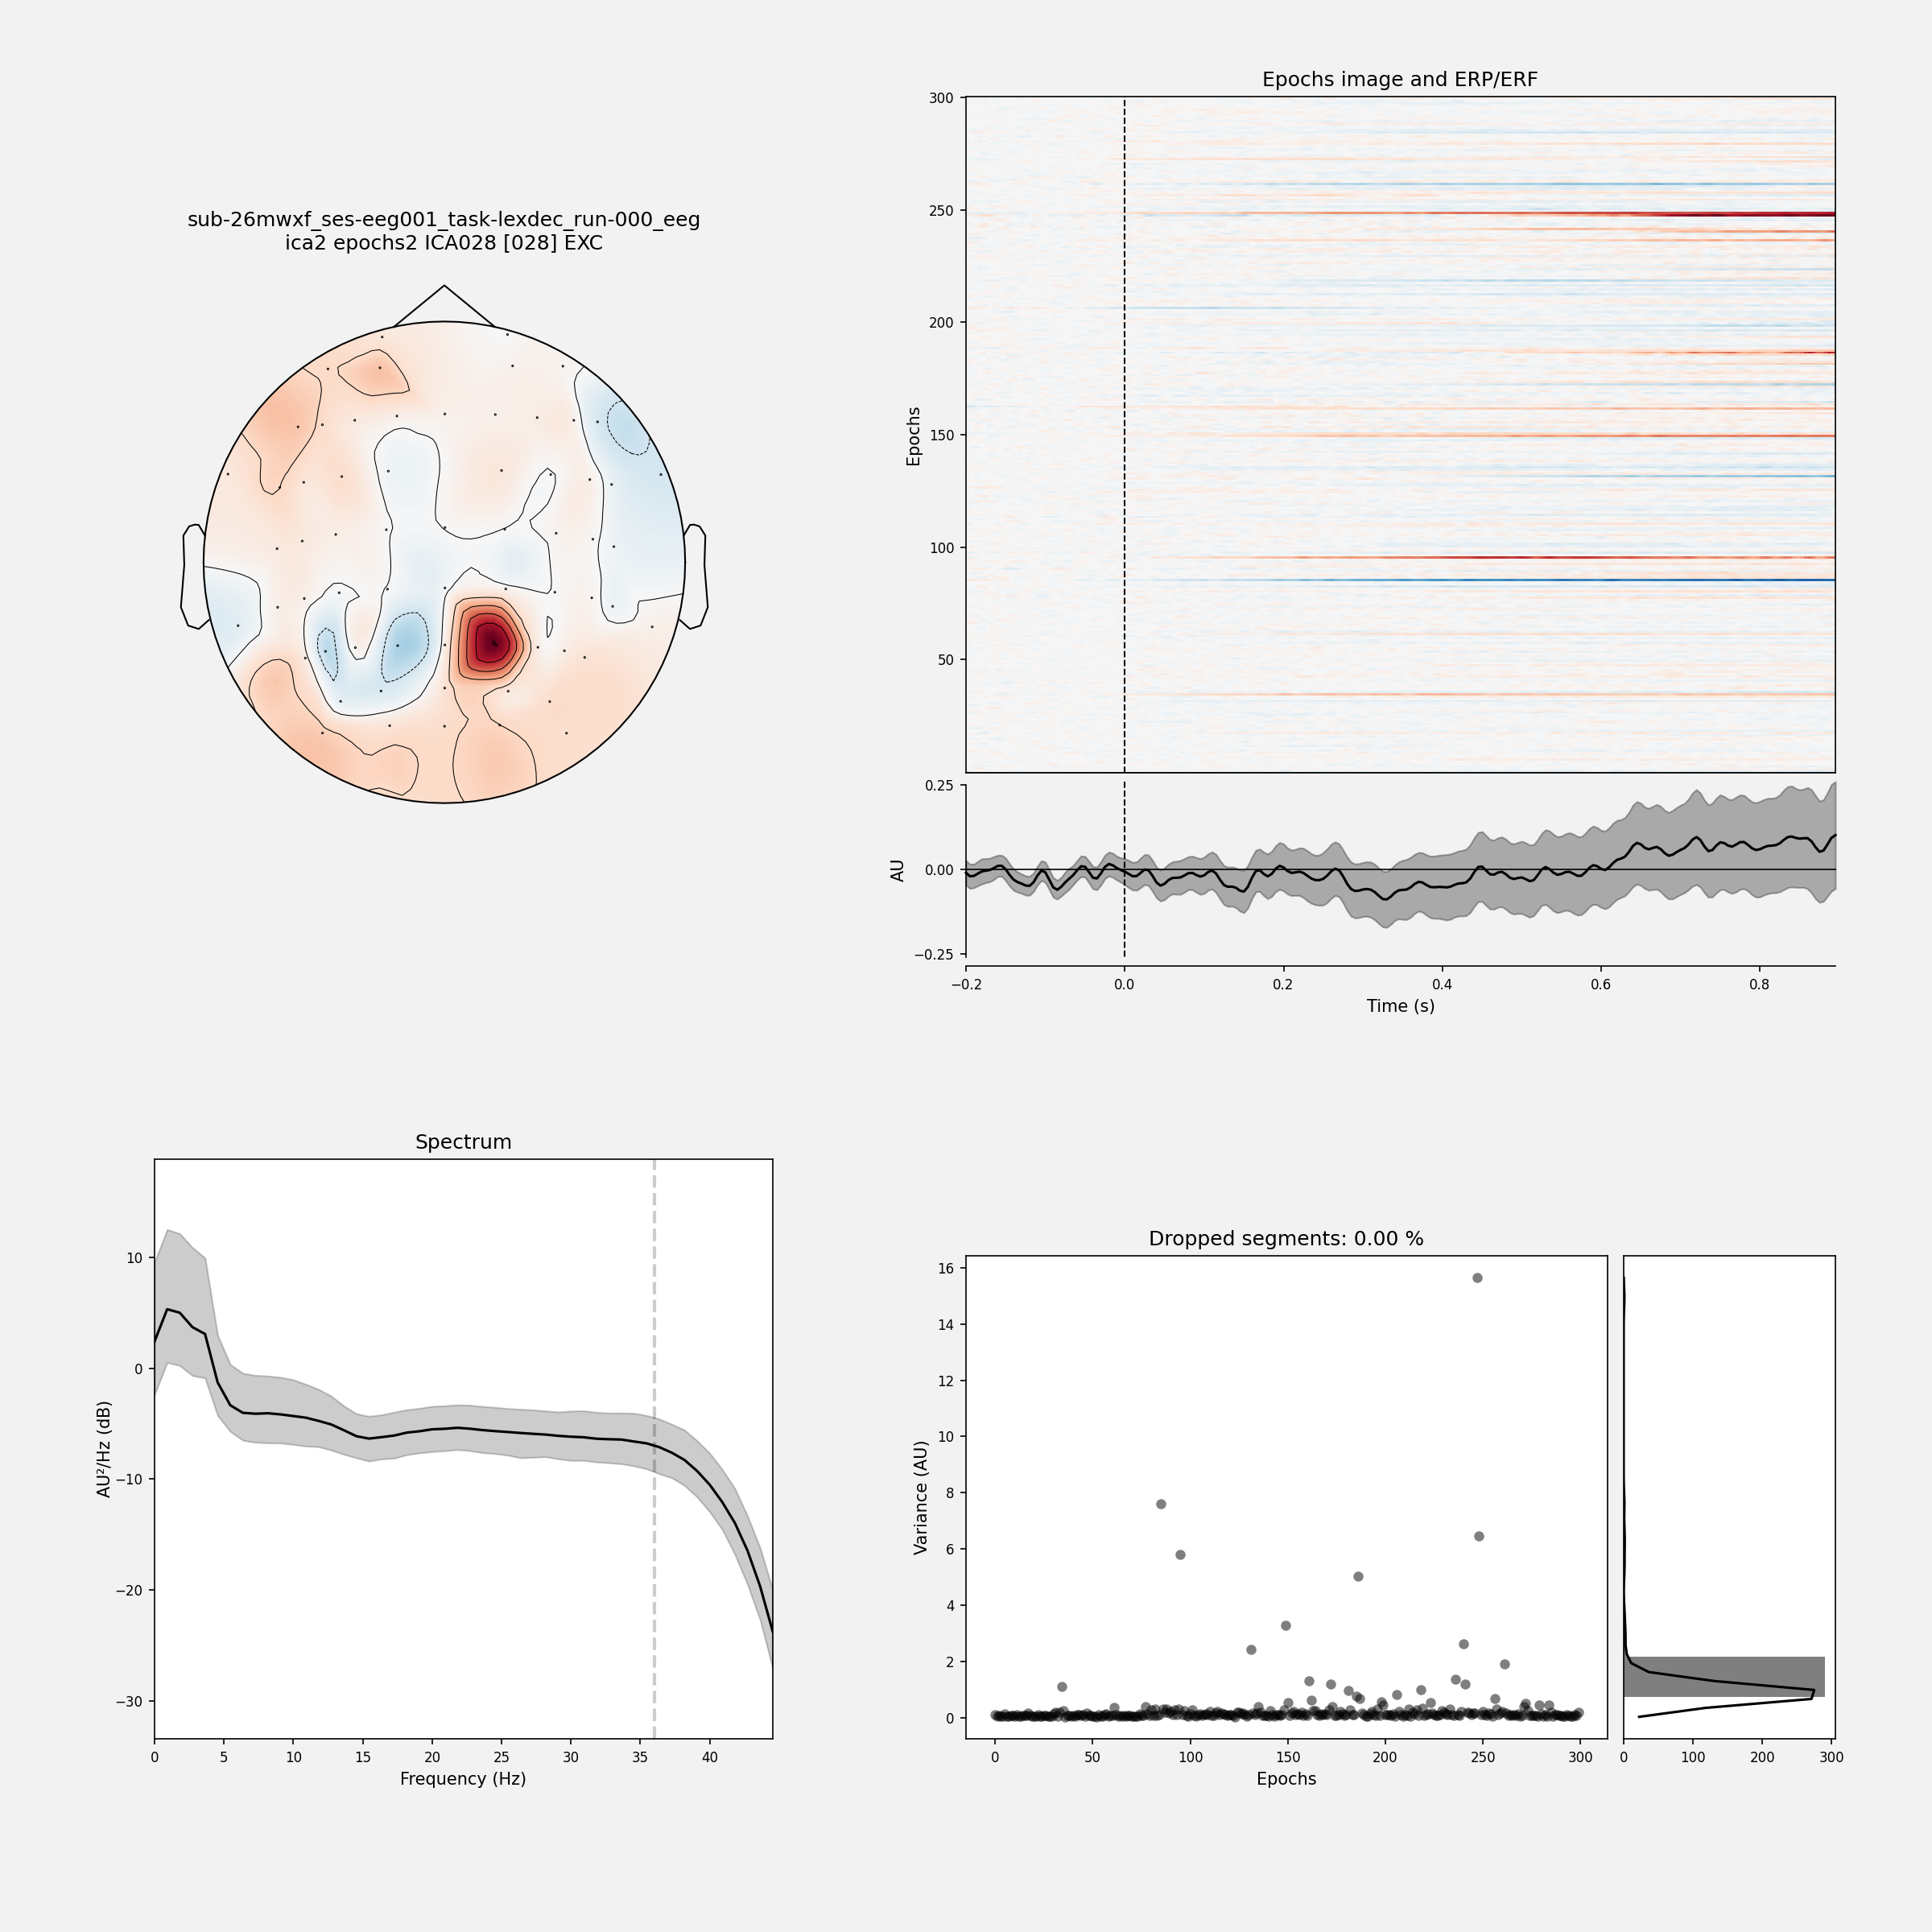 sub-26mwxf_ses-eeg001_task-lexdec_run-000_eeg
ica2 epochs2 ICA028 [028] EXC
Epochs image and ERP/ERF
300
250
200
150
100
50
Epochs
0.25
0.00
−0.25
AU
−0.2 0.0 0.2 0.4 0.6 0.8
Time (s)
Spectrum
10
0
−10
−20
−30
AU²/Hz (dB)
0 5 10 15 20 25 30 35 40
Frequency (Hz)
Dropped segments: 0.00 %
16
14
12
10
8
6
4
2
0
Variance (AU)
0 50 100 150 200 250 300
Epochs
0 100 200 300